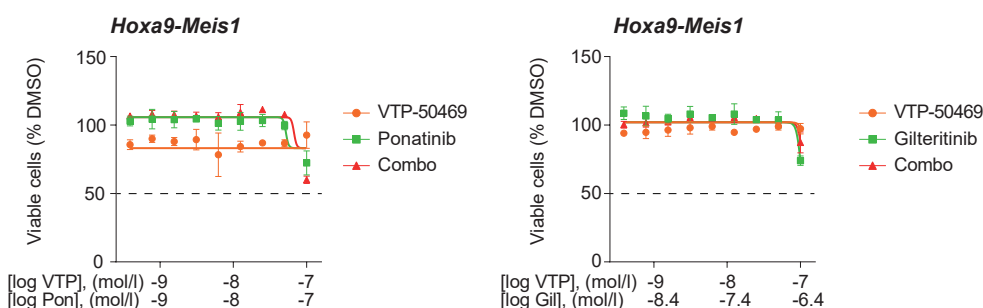 Hoxa9-Meis1
150
100
50
0
Viable cells (% DMSO)
VTP-50469
Ponatinib
Combo
[log VTP], (mol/l) -9 -8 -7
[log Pon], (mol/l) -9 -8 -7
Hoxa9-Meis1
150
100
50
0
Viable cells (% DMSO)
VTP-50469
Gilteritinib
Combo
[log VTP], (mol/l) -9 -8 -7
[log Gil], (mol/l) -8.4 -7.4 -6.4